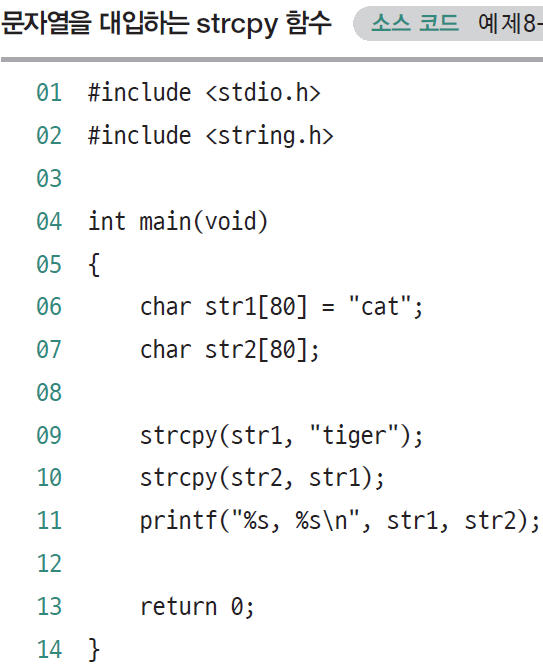 문자열을 대입하는 strcpy 함수 소스 코드 예제8-
01 #include <stdio.h>
02 #include <string.h>
03
04 int main(void)
05 {
06     char str1[80] = "cat";
07     char str2[80];
08
09     strcpy(str1, "tiger");
10     strcpy(str2, str1);
11     printf("%s, %s\n", str1, str2);
12
13     return 0;
14 }